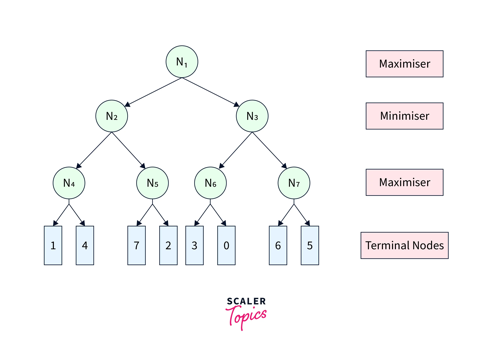 N₁
Maximiser
N₂
N₃
Minimiser
N₄
N₅
N₆
N₇
Maximiser
1 4 7 2 3 0 6 5
Terminal Nodes
SCALER
Topics